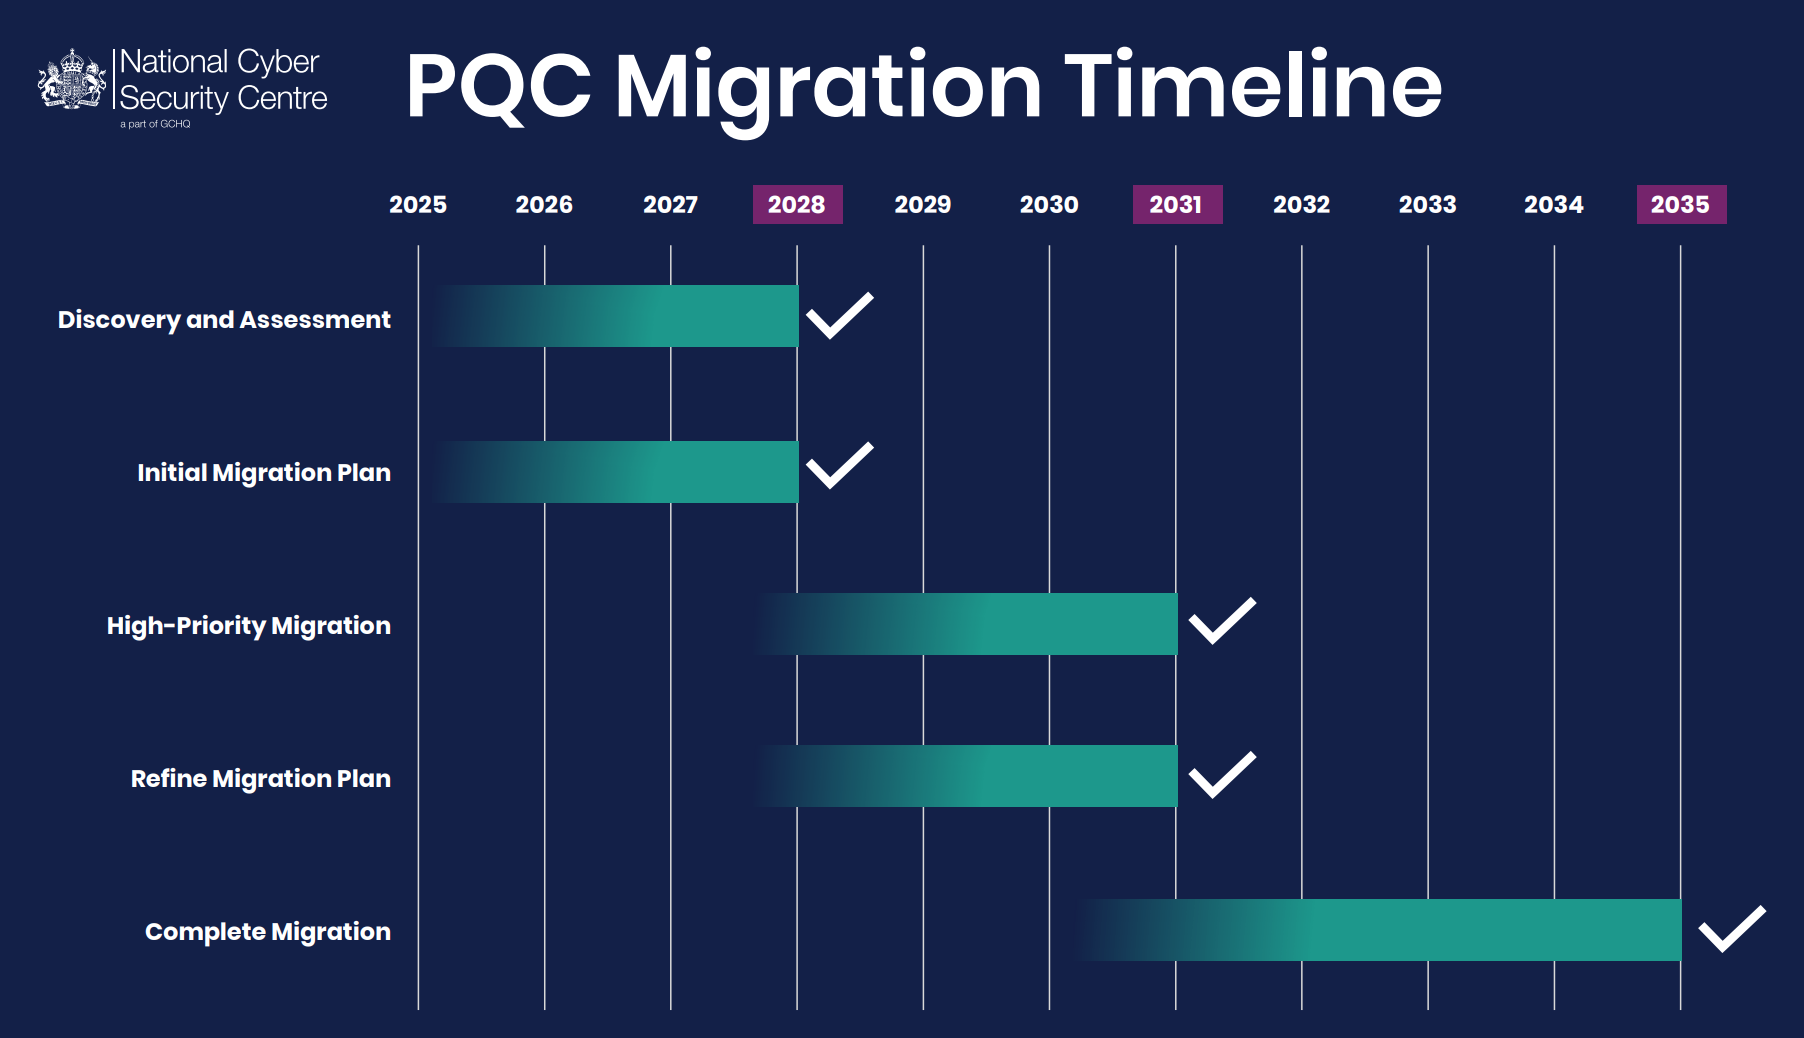 National Cyber
Security Centre
a part of GCHQ
PQC Migration Timeline
2025 2026 2027 2028 2029 2030 2031 2032 2033 2034 2035
Discovery and Assessment
Initial Migration Plan
High-Priority Migration
Refine Migration Plan
Complete Migration